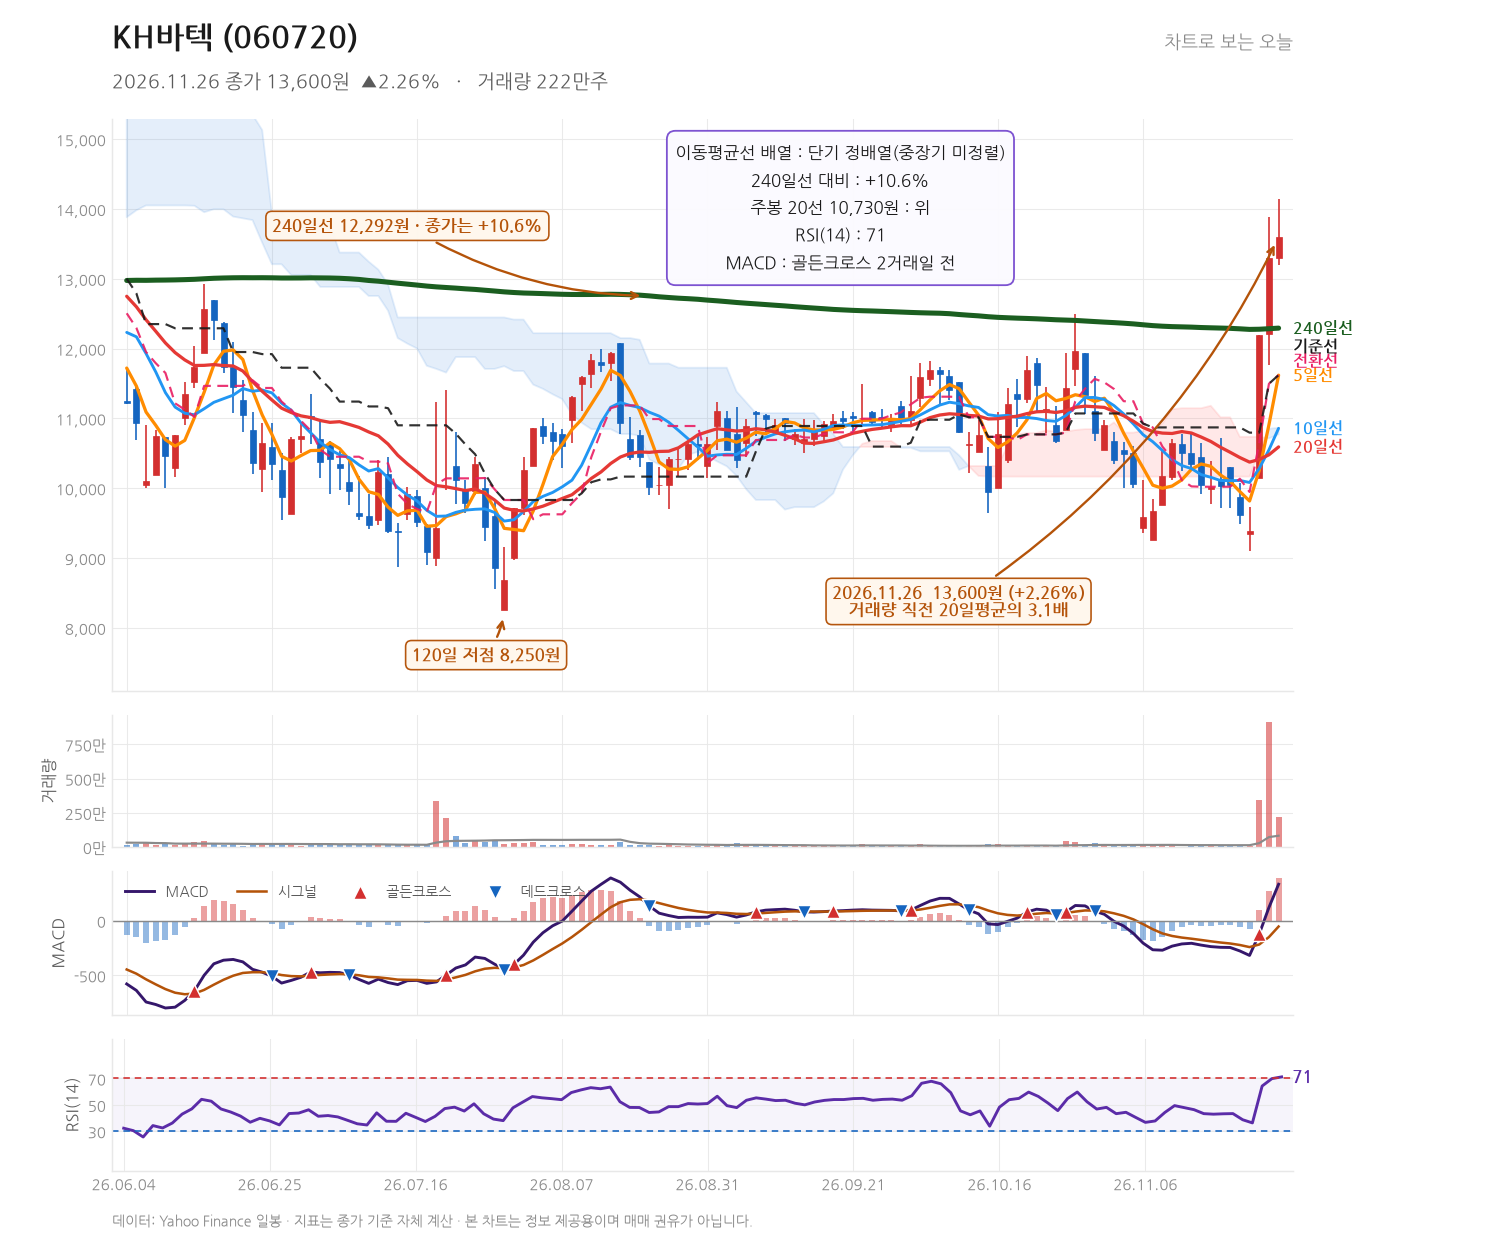 KH바텍 (060720)
차트로 보는 오늘
2026.11.26 종가 13,600원 ▲2.26% · 거래량 222만주
이동평균선 배열 : 단기 정배열(중장기 미정렬)
240일선 대비 : +10.6%
주봉 20선 10,730원 : 위
RSI(14) : 71
MACD : 골든크로스 2거래일 전
240일선 12,292원 · 종가는 +10.6%
2026.11.26 13,600원 (+2.26%)
거래량 직전 20일평균의 3.1배
120일 저점 8,250원
15,000
14,000
13,000
12,000
11,000
10,000
9,000
8,000
240일선
기준선
전환선
5일선
10일선
20일선
거래량
750만
500만
250만
0만
MACD
MACD
시그널
골든크로스
데드크로스
0
-500
RSI(14)
70
50
30
71
26.06.04
26.06.25
26.07.16
26.08.07
26.08.31
26.09.21
26.10.16
26.11.06
데이터: Yahoo Finance 일봉 · 지표는 종가 기준 자체 계산 · 본 차트는 정보 제공용이며 매매 권유가 아닙니다.